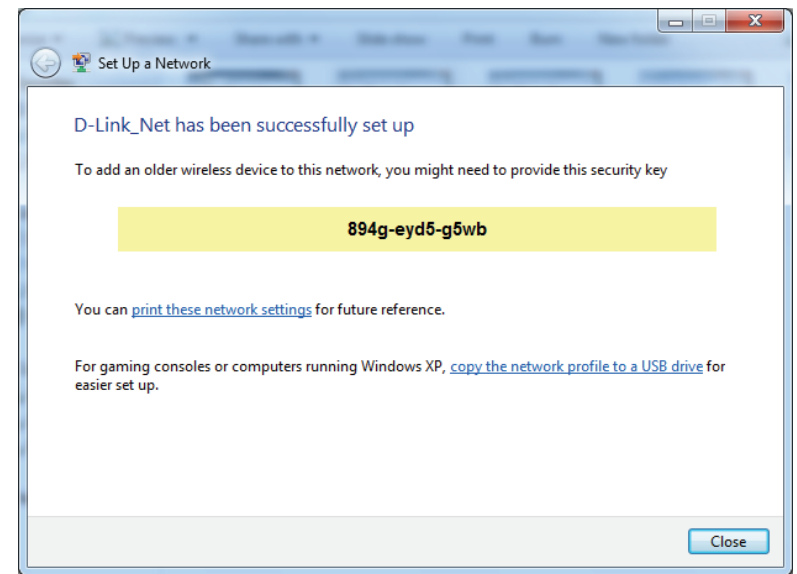 Set Up a Network
D-Link_Net has been successfully set up
To add an older wireless device to this network, you might need to provide this security key
894g-eyd5-g5wb
You can print these network settings for future reference.
For gaming consoles or computers running Windows XP, copy the network profile to a USB drive for
easier set up.
Close